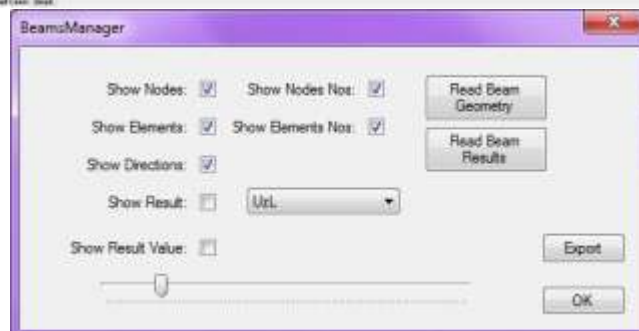 BeamsManager
Show Nodes:
Show Nodes Nos:
Read Beam
Geometry
Show Elements:
Show Elements Nos:
Read Beam
Results
Show Directions:
Show Result:
UxL
Show Result Value:
Export
OK